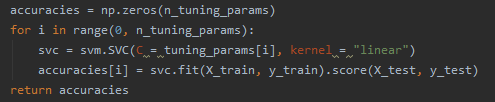 accuracies = np.zeros(n_tuning_params)
for i in range(0, n_tuning_params):
    svc = svm.SVC(C = tuning_params[i], kernel = "linear")
    accuracies[i] = svc.fit(X_train, y_train).score(X_test, y_test)
return accuracies